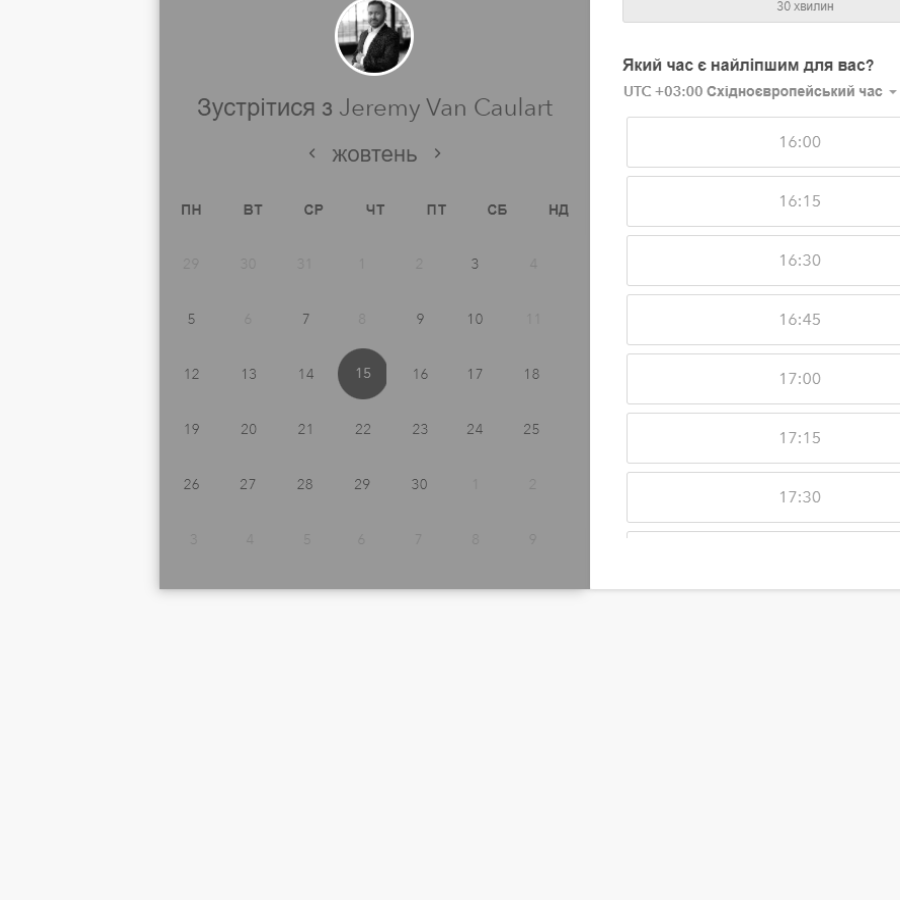 Зустрітися з Jeremy Van Caulart
жовтень
ПН ВТ СР ЧТ ПТ СБ НД
29 30 31 1 2 3 4
5 6 7 8 9 10 11
12 13 14 15 16 17 18
19 20 21 22 23 24 25
26 27 28 29 30 1 2
3 4 5 6 7 8 9
30 хвилин
Який час є найліпшим для вас?
UTC +03:00 Східноєвропейський час
16:00
16:15
16:30
16:45
17:00
17:15
17:30